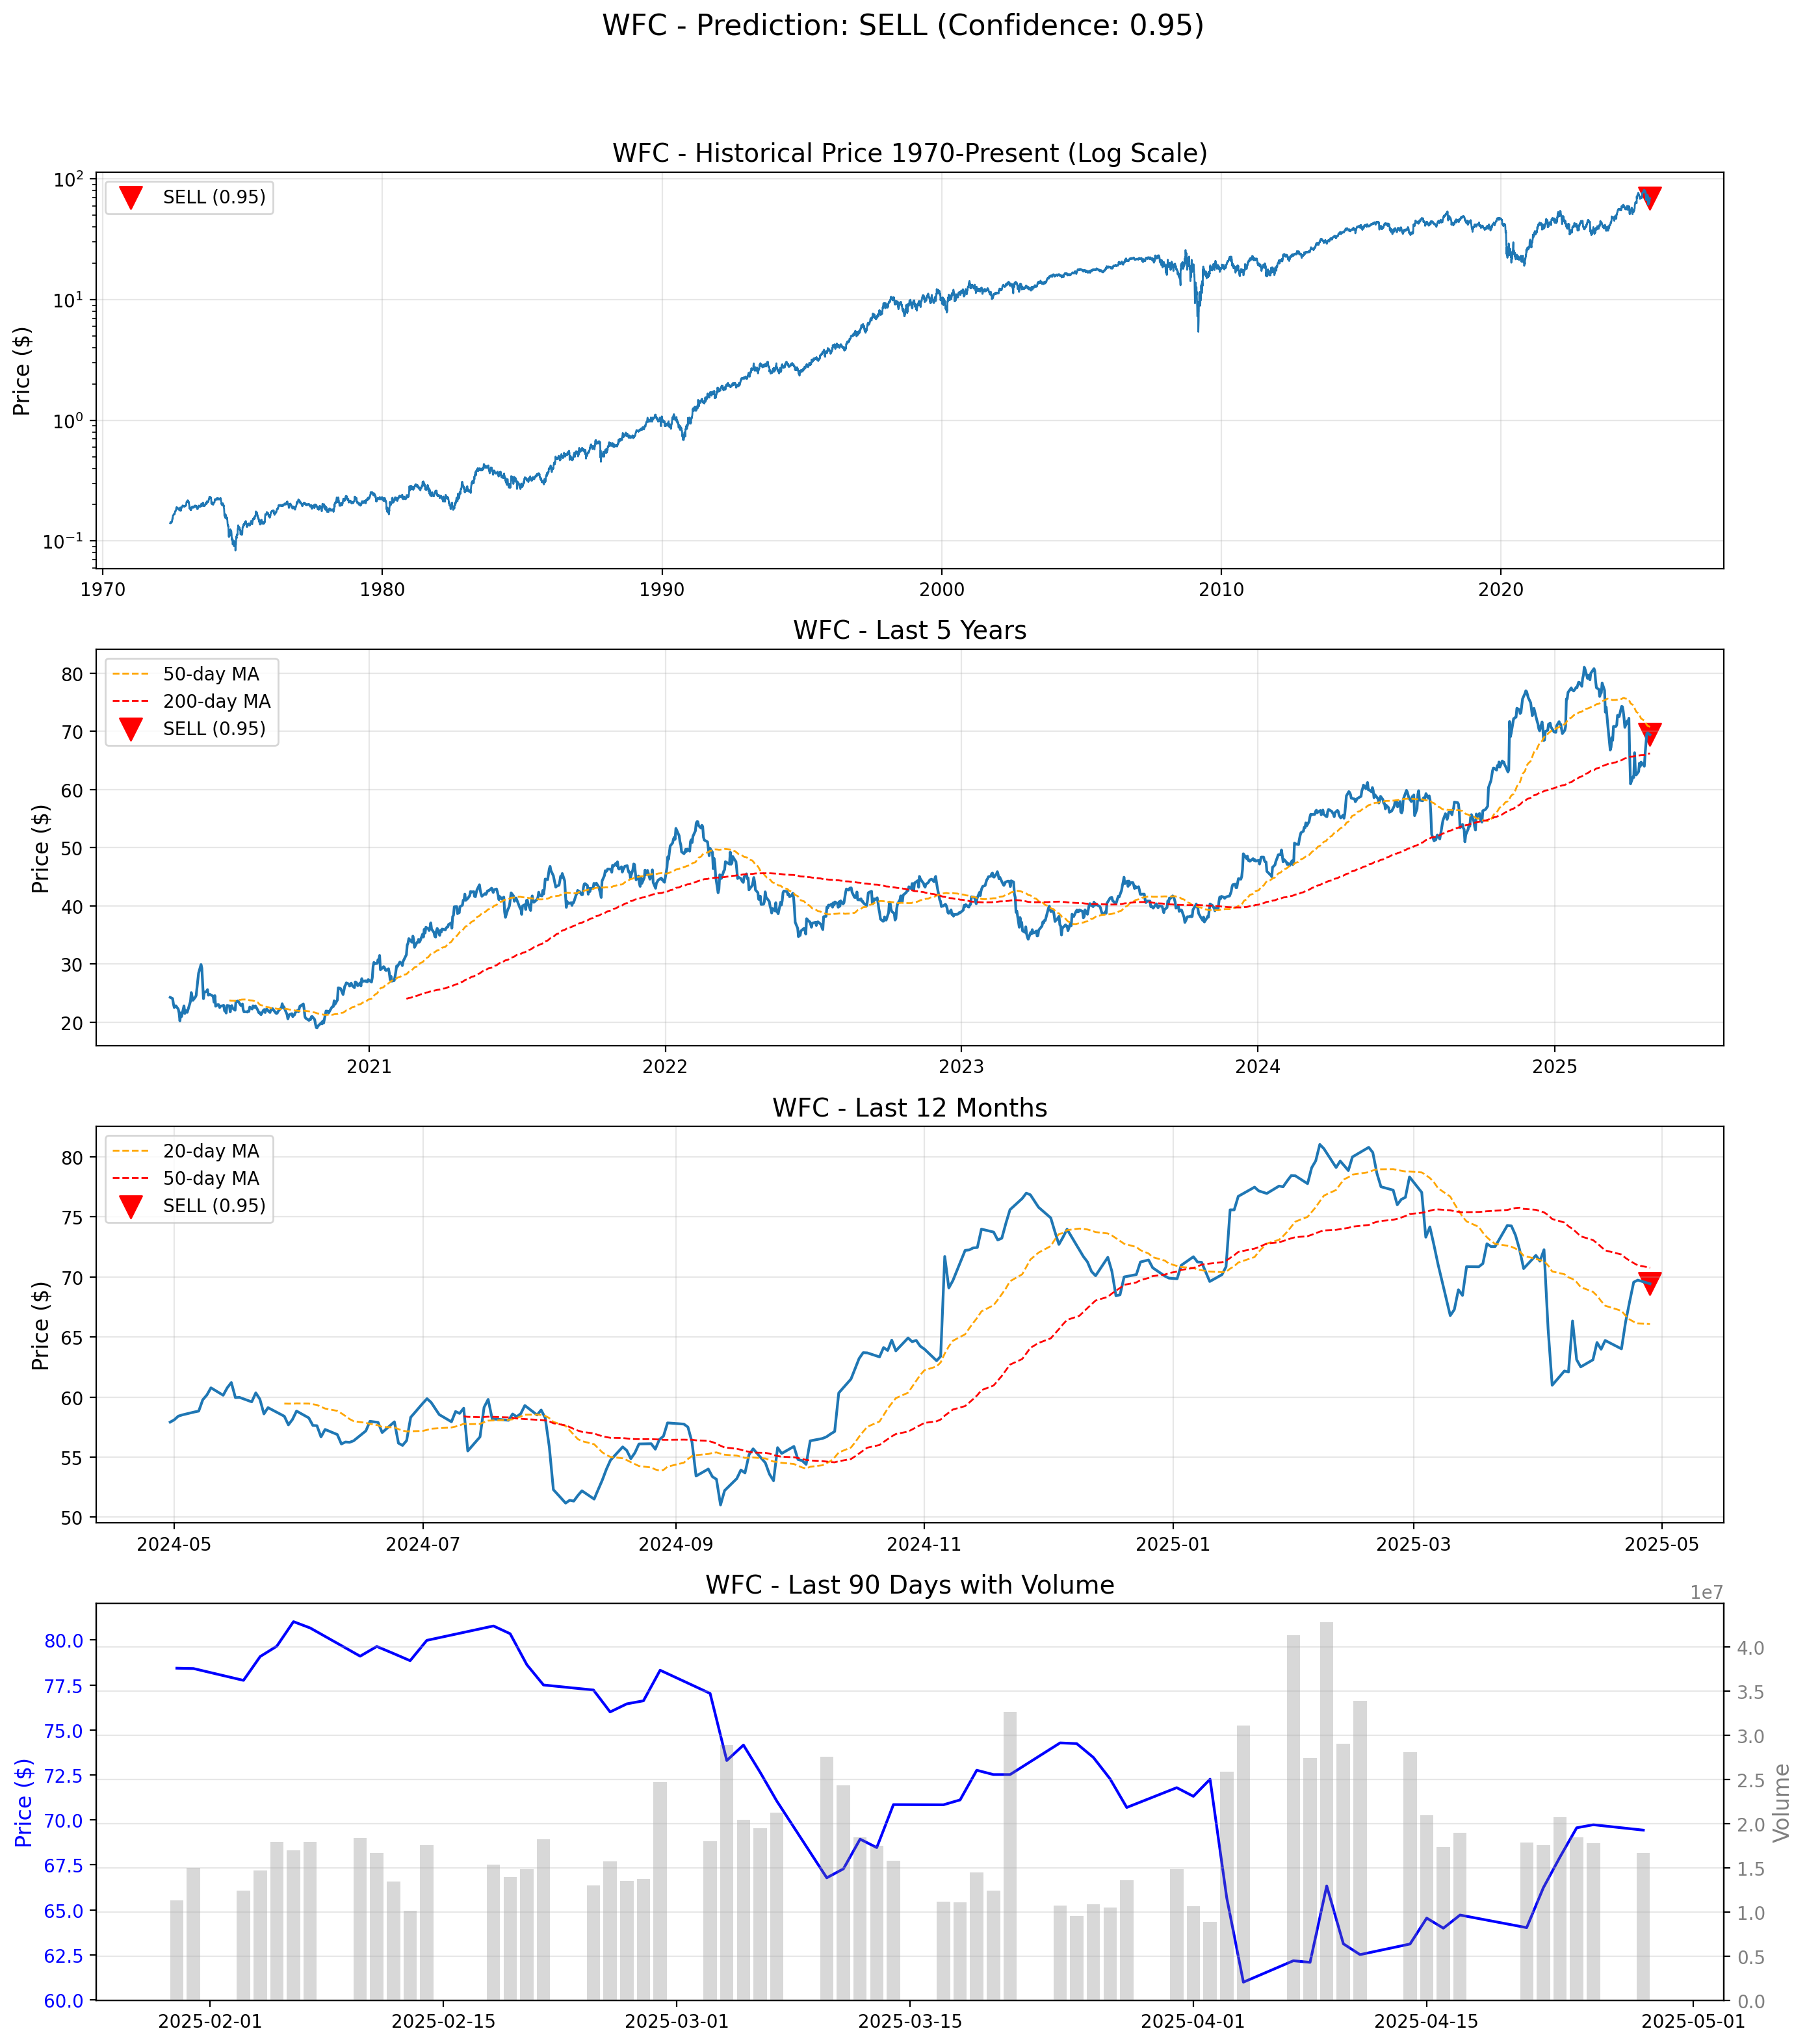 WFC - Prediction: SELL (Confidence: 0.95)
WFC - Historical Price 1970-Present (Log Scale)
SELL (0.95)
Price ($)
10²
10¹
10⁰
10⁻¹
1970 1980 1990 2000 2010 2020
WFC - Last 5 Years
50-day MA
200-day MA
SELL (0.95)
Price ($)
80
70
60
50
40
30
20
2021 2022 2023 2024 2025
WFC - Last 12 Months
20-day MA
50-day MA
SELL (0.95)
Price ($)
80
75
70
65
60
55
50
2024-05 2024-07 2024-09 2024-11 2025-01 2025-03 2025-05
WFC - Last 90 Days with Volume
1e7
Price ($)
80.0
77.5
75.0
72.5
70.0
67.5
65.0
62.5
60.0
4.0
3.5
3.0
2.5
2.0
1.5
1.0
0.5
0.0
Volume
2025-02-01 2025-02-15 2025-03-01 2025-03-15 2025-04-01 2025-04-15 2025-05-01